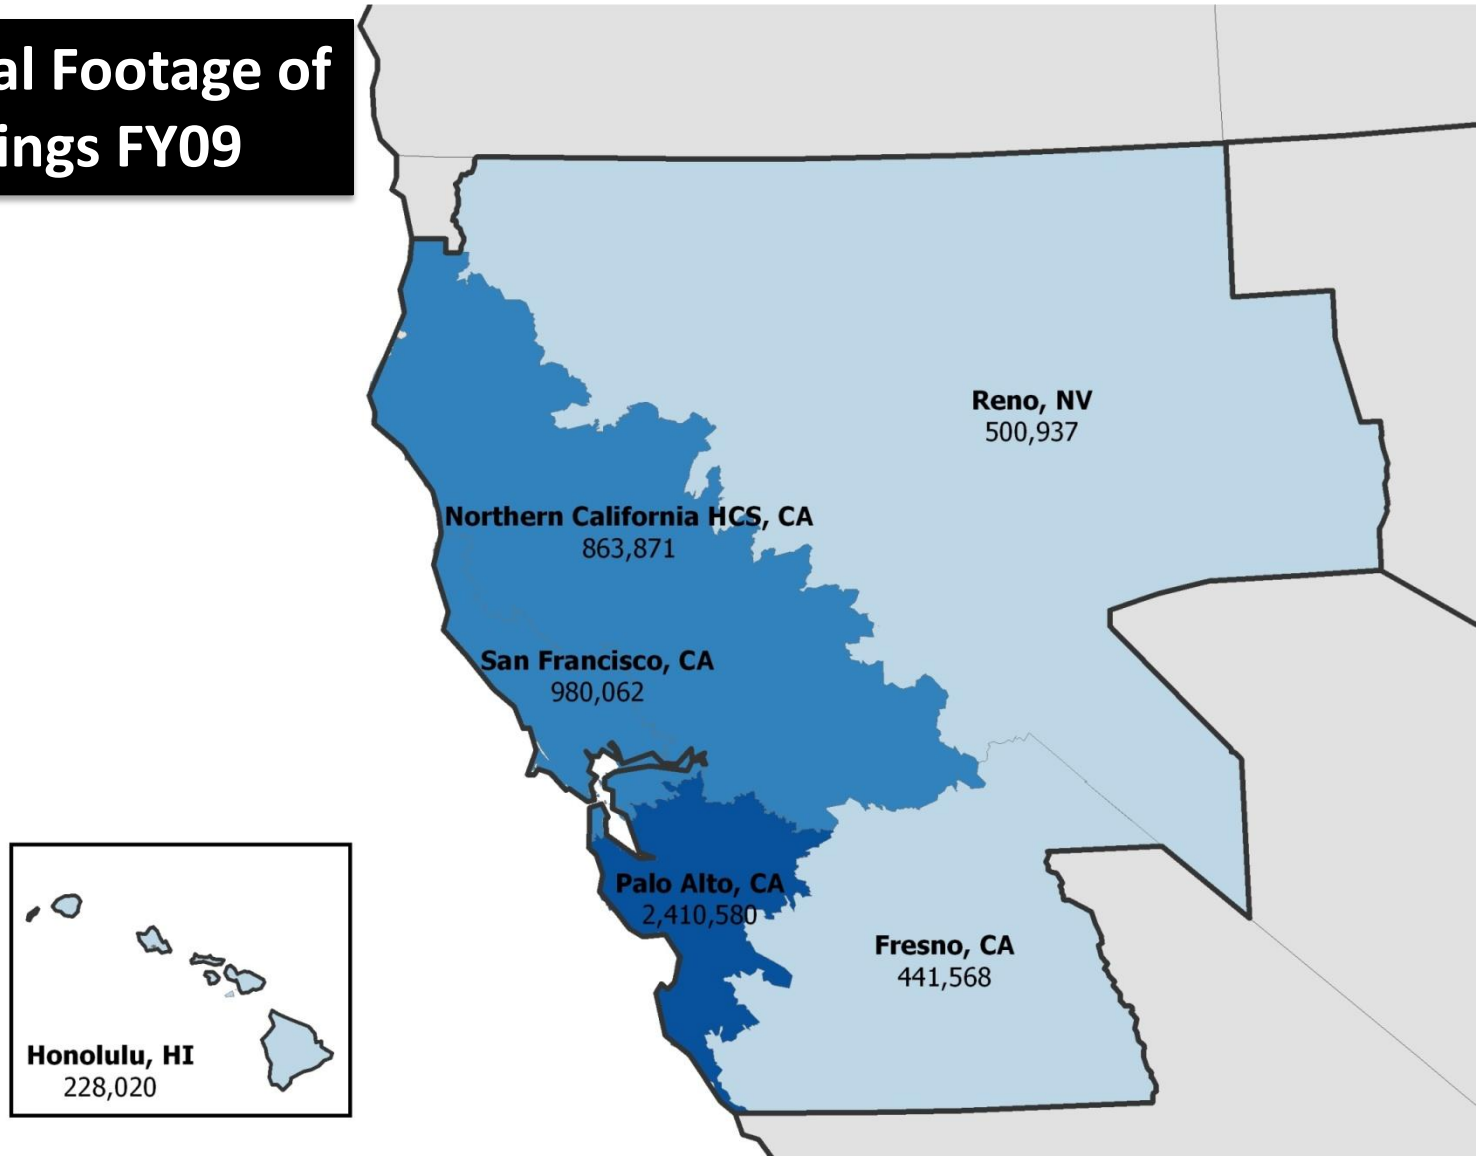 al Footage of
ings FY09
Reno, NV
500,937
Northern California HCS, CA
863,871
San Francisco, CA
980,062
Palo Alto, CA
2,410,580
Fresno, CA
441,568
Honolulu, HI
228,020